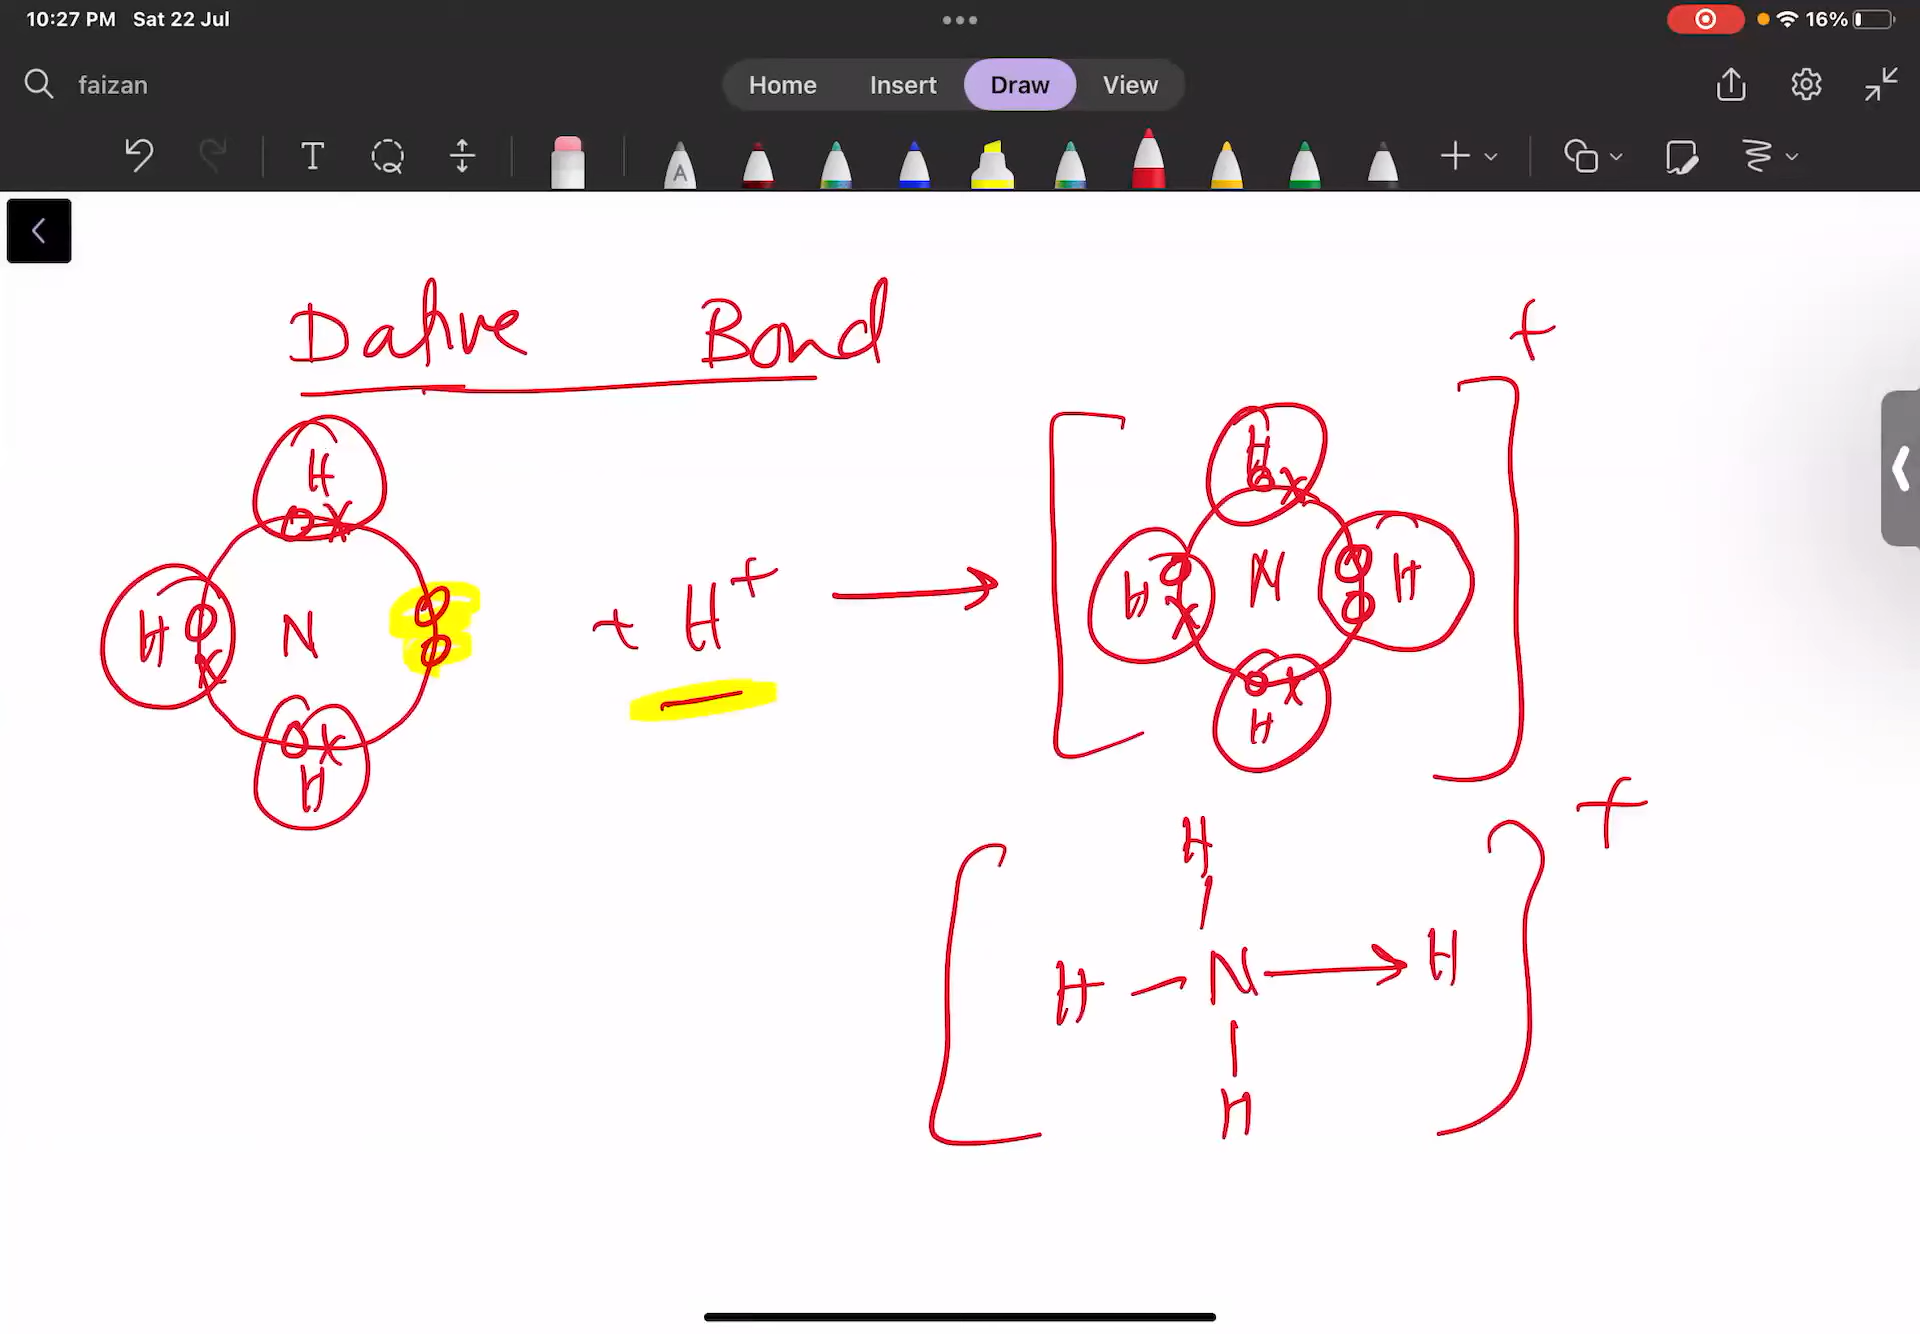 10:27 PM Sat 22 Jul
16%
faizan
Home Insert Draw View
T
A
Dative Bond
H
H N
H
+ H+
+
H
H N H
H
+
H
H - N → H
H